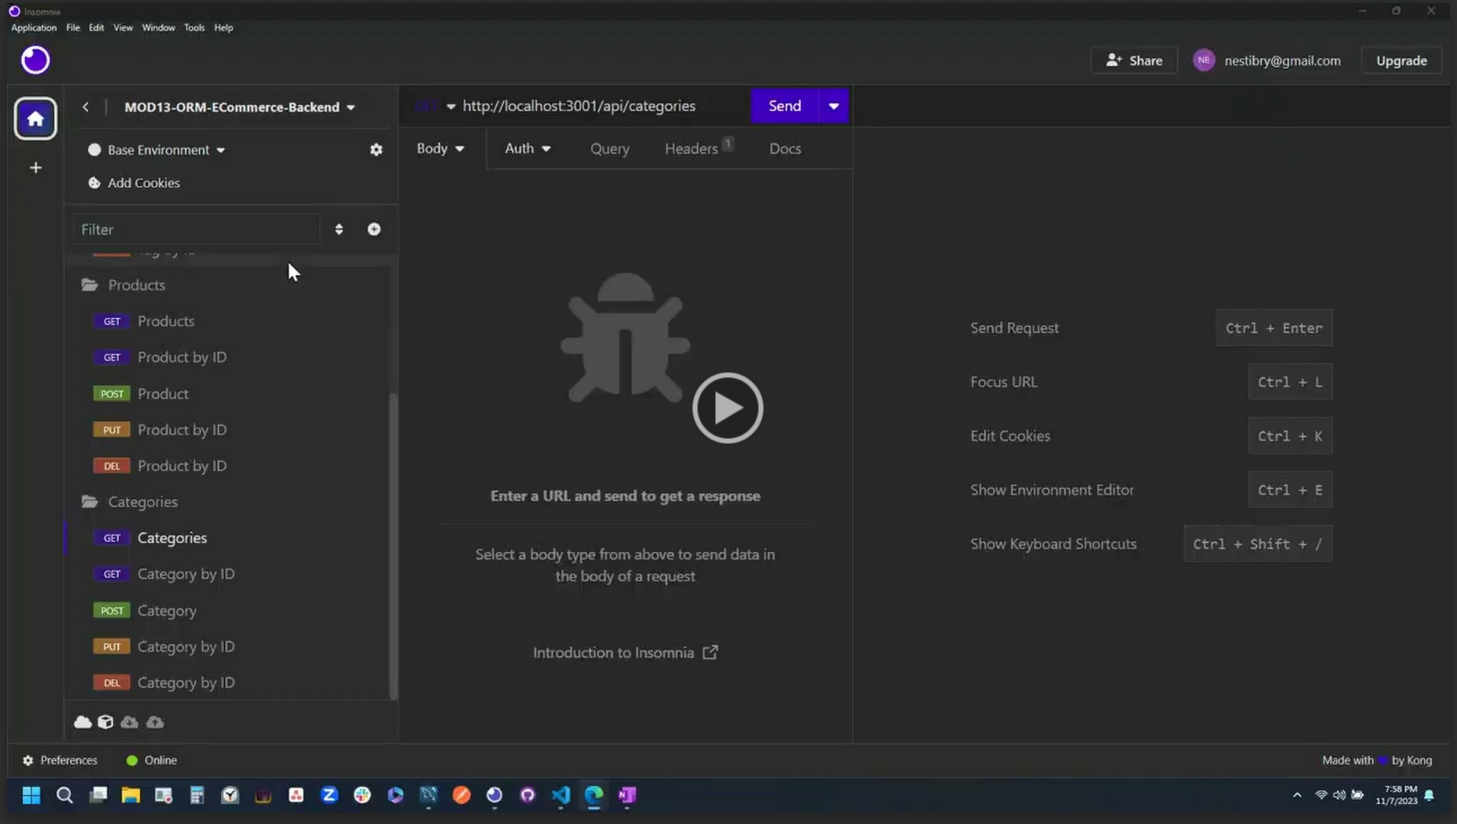 Insomnia
Application File Edit View Window Tools Help
Share NE nestibry@gmail.com Upgrade
MOD13-ORM-ECommerce-Backend
GET http://localhost:3001/api/categories Send
Base Environment
Body Auth Query Headers 1 Docs
Add Cookies
Filter
Tag by ID
Products
GET Products
GET Product by ID
POST Product
PUT Product by ID
DEL Product by ID
Categories
GET Categories
GET Category by ID
POST Category
PUT Category by ID
DEL Category by ID
Enter a URL and send to get a response
Select a body type from above to send data in
the body of a request
Introduction to Insomnia
Send Request Ctrl + Enter
Focus URL Ctrl + L
Edit Cookies Ctrl + K
Show Environment Editor Ctrl + E
Show Keyboard Shortcuts Ctrl + Shift + /
Preferences Online
Made with by Kong
7:58 PM
11/7/2023